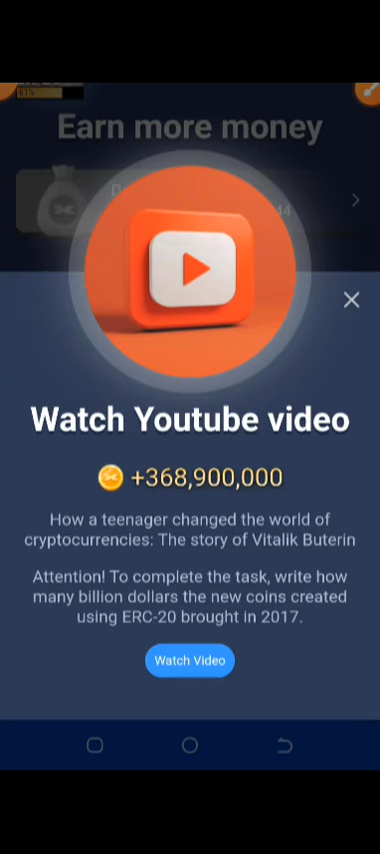 61%
Earn more money
Watch Youtube video
+368,900,000
How a teenager changed the world of
cryptocurrencies: The story of Vitalik Buterin
Attention! To complete the task, write how
many billion dollars the new coins created
using ERC-20 brought in 2017.
Watch Video